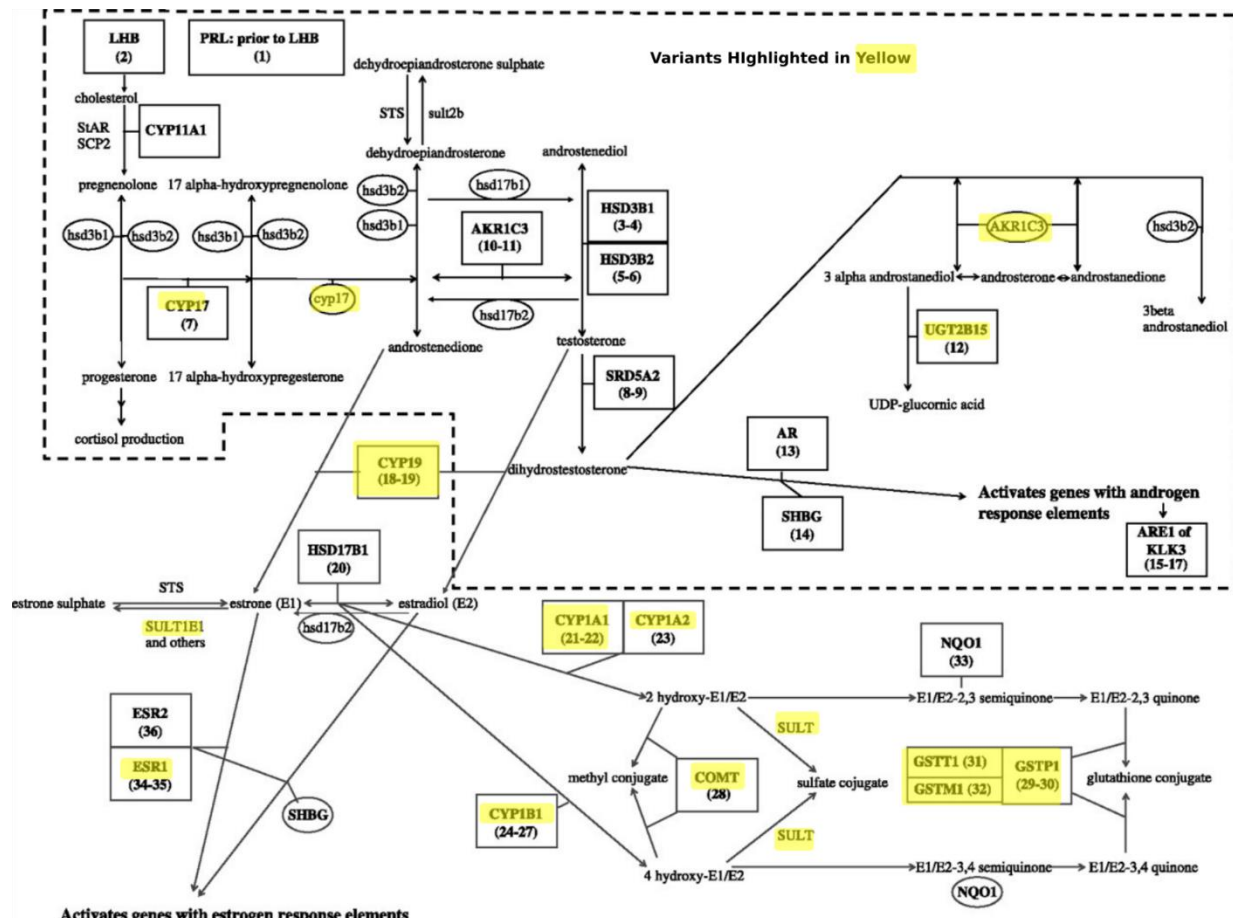 LHB
(2)
PRL: prior to LHB
(1)
Variants HIghlighted in Yellow
dehydroepiandrosterone sulphate
cholesterol
STS
sult2b
StAR
SCP2
CYP11A1
dehydroepiandrosterone
androstenediol
pregnenolone
17 alpha-hydroxypregnenolone
hsd3b2
hsd17b1
hsd3b1
AKR1C3
(10-11)
HSD3B1
(3-4)
HSD3B2
(5-6)
hsd3b1
hsd3b2
hsd3b1
hsd3b2
AKR1C3
hsd3b2
3 alpha androstanediol
androsterone
androstanedione
CYP17
(7)
cyp17
hsd17b2
3beta
androstanediol
UGT2B15
(12)
androstenedione
testosterone
progesterone
17 alpha-hydroxypregesterone
SRD5A2
(8-9)
UDP-glucornic acid
cortisol production
AR
(13)
CYP19
(18-19)
dihydrostestosterone
SHBG
(14)
Activates genes with androgen
response elements
ARE1 of
KLK3
(15-17)
HSD17B1
(20)
STS
estrone sulphate
estrone (E1)
estradiol (E2)
SULT1E1
and others
hsd17b2
CYP1A1
(21-22)
CYP1A2
(23)
NQO1
(33)
2 hydroxy-E1/E2
E1/E2-2,3 semiquinone
E1/E2-2,3 quinone
ESR2
(36)
ESR1
(34-35)
SULT
GSTT1 (31)
GSTM1 (32)
GSTP1
(29-30)
methyl conjugate
COMT
(28)
sulfate cojugate
glutathione conjugate
SHBG
CYP1B1
(24-27)
SULT
4 hydroxy-E1/E2
E1/E2-3,4 semiquinone
E1/E2-3,4 quinone
NQO1
Activates genes with estrogen response elements